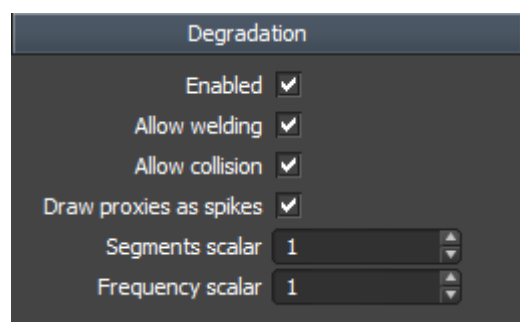 Degradation
Enabled
Allow welding
Allow collision
Draw proxies as spikes
Segments scalar 1
Frequency scalar 1